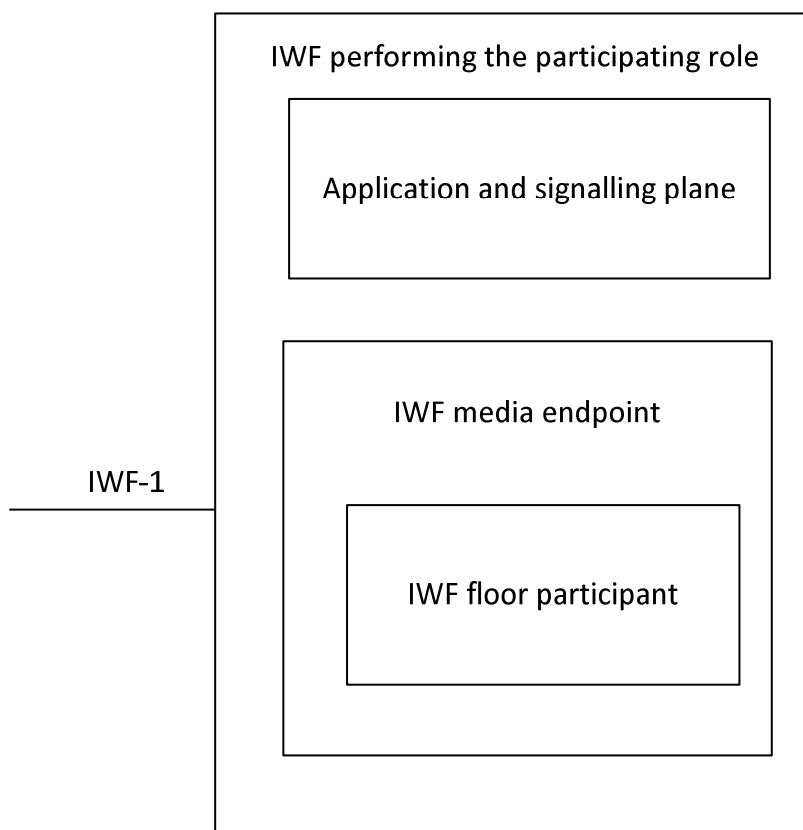 IWF performing the participating role
Application and signalling plane
IWF media endpoint
IWF-1
IWF floor participant